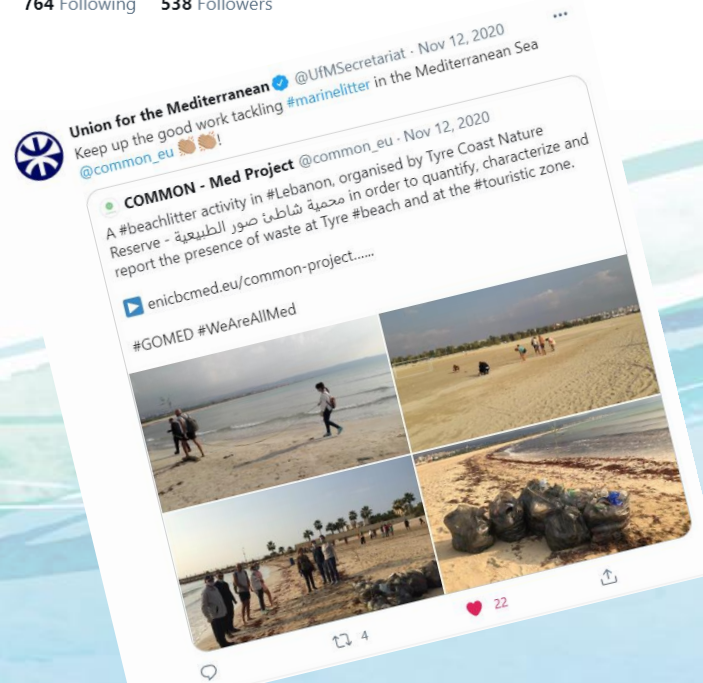 764 Following 538 Followers
Union for the Mediterranean @UfMSecretariat · Nov 12, 2020
Keep up the good work tackling #marinelitter in the Mediterranean Sea
@common_eu 👏🏼👏🏼!
COMMON - Med Project @common_eu · Nov 12, 2020
A #beachlitter activity in #Lebanon, organised by Tyre Coast Nature
Reserve - محمية شاطئ صور الطبيعية in order to quantify, characterize and
report the presence of waste at Tyre #beach and at the #touristic zone.
▶ enicbcmed.eu/common-project......
#GOMED #WeAreAllMed
4
22